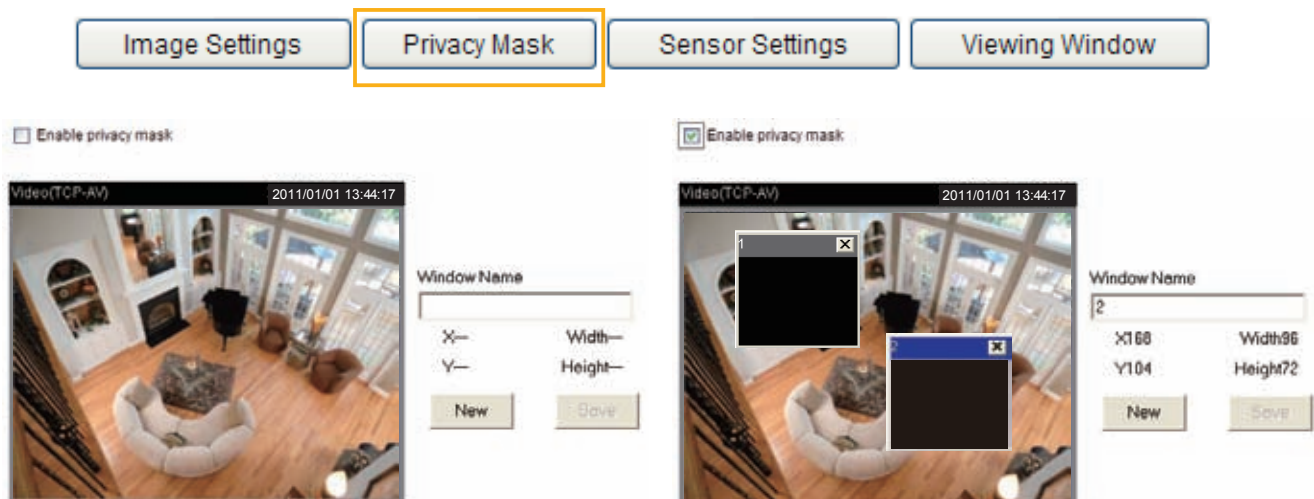 Image Settings
Privacy Mask
Sensor Settings
Viewing Window
Enable privacy mask
Video(TCP-AV) 2011/01/01 13:44:17
Window Name
X— Width—
Y— Height—
New Save
Enable privacy mask
Video(TCP-AV) 2011/01/01 13:44:17
1
2
Window Name
2
X168 Width96
Y104 Height72
New Save